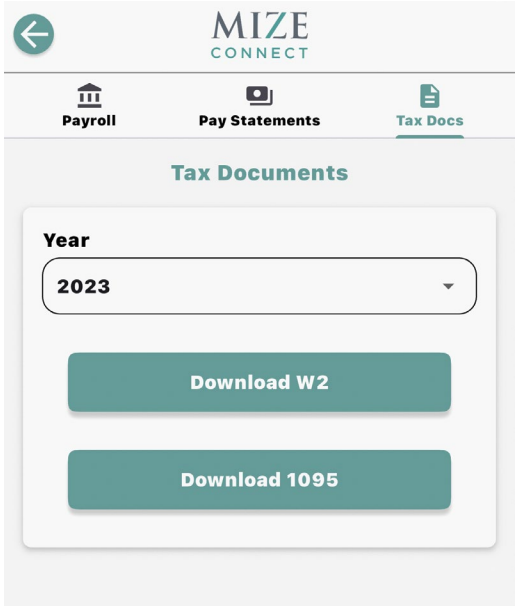 MIZE
CONNECT
Payroll
Pay Statements
Tax Docs
Tax Documents
Year
2023
Download W2
Download 1095